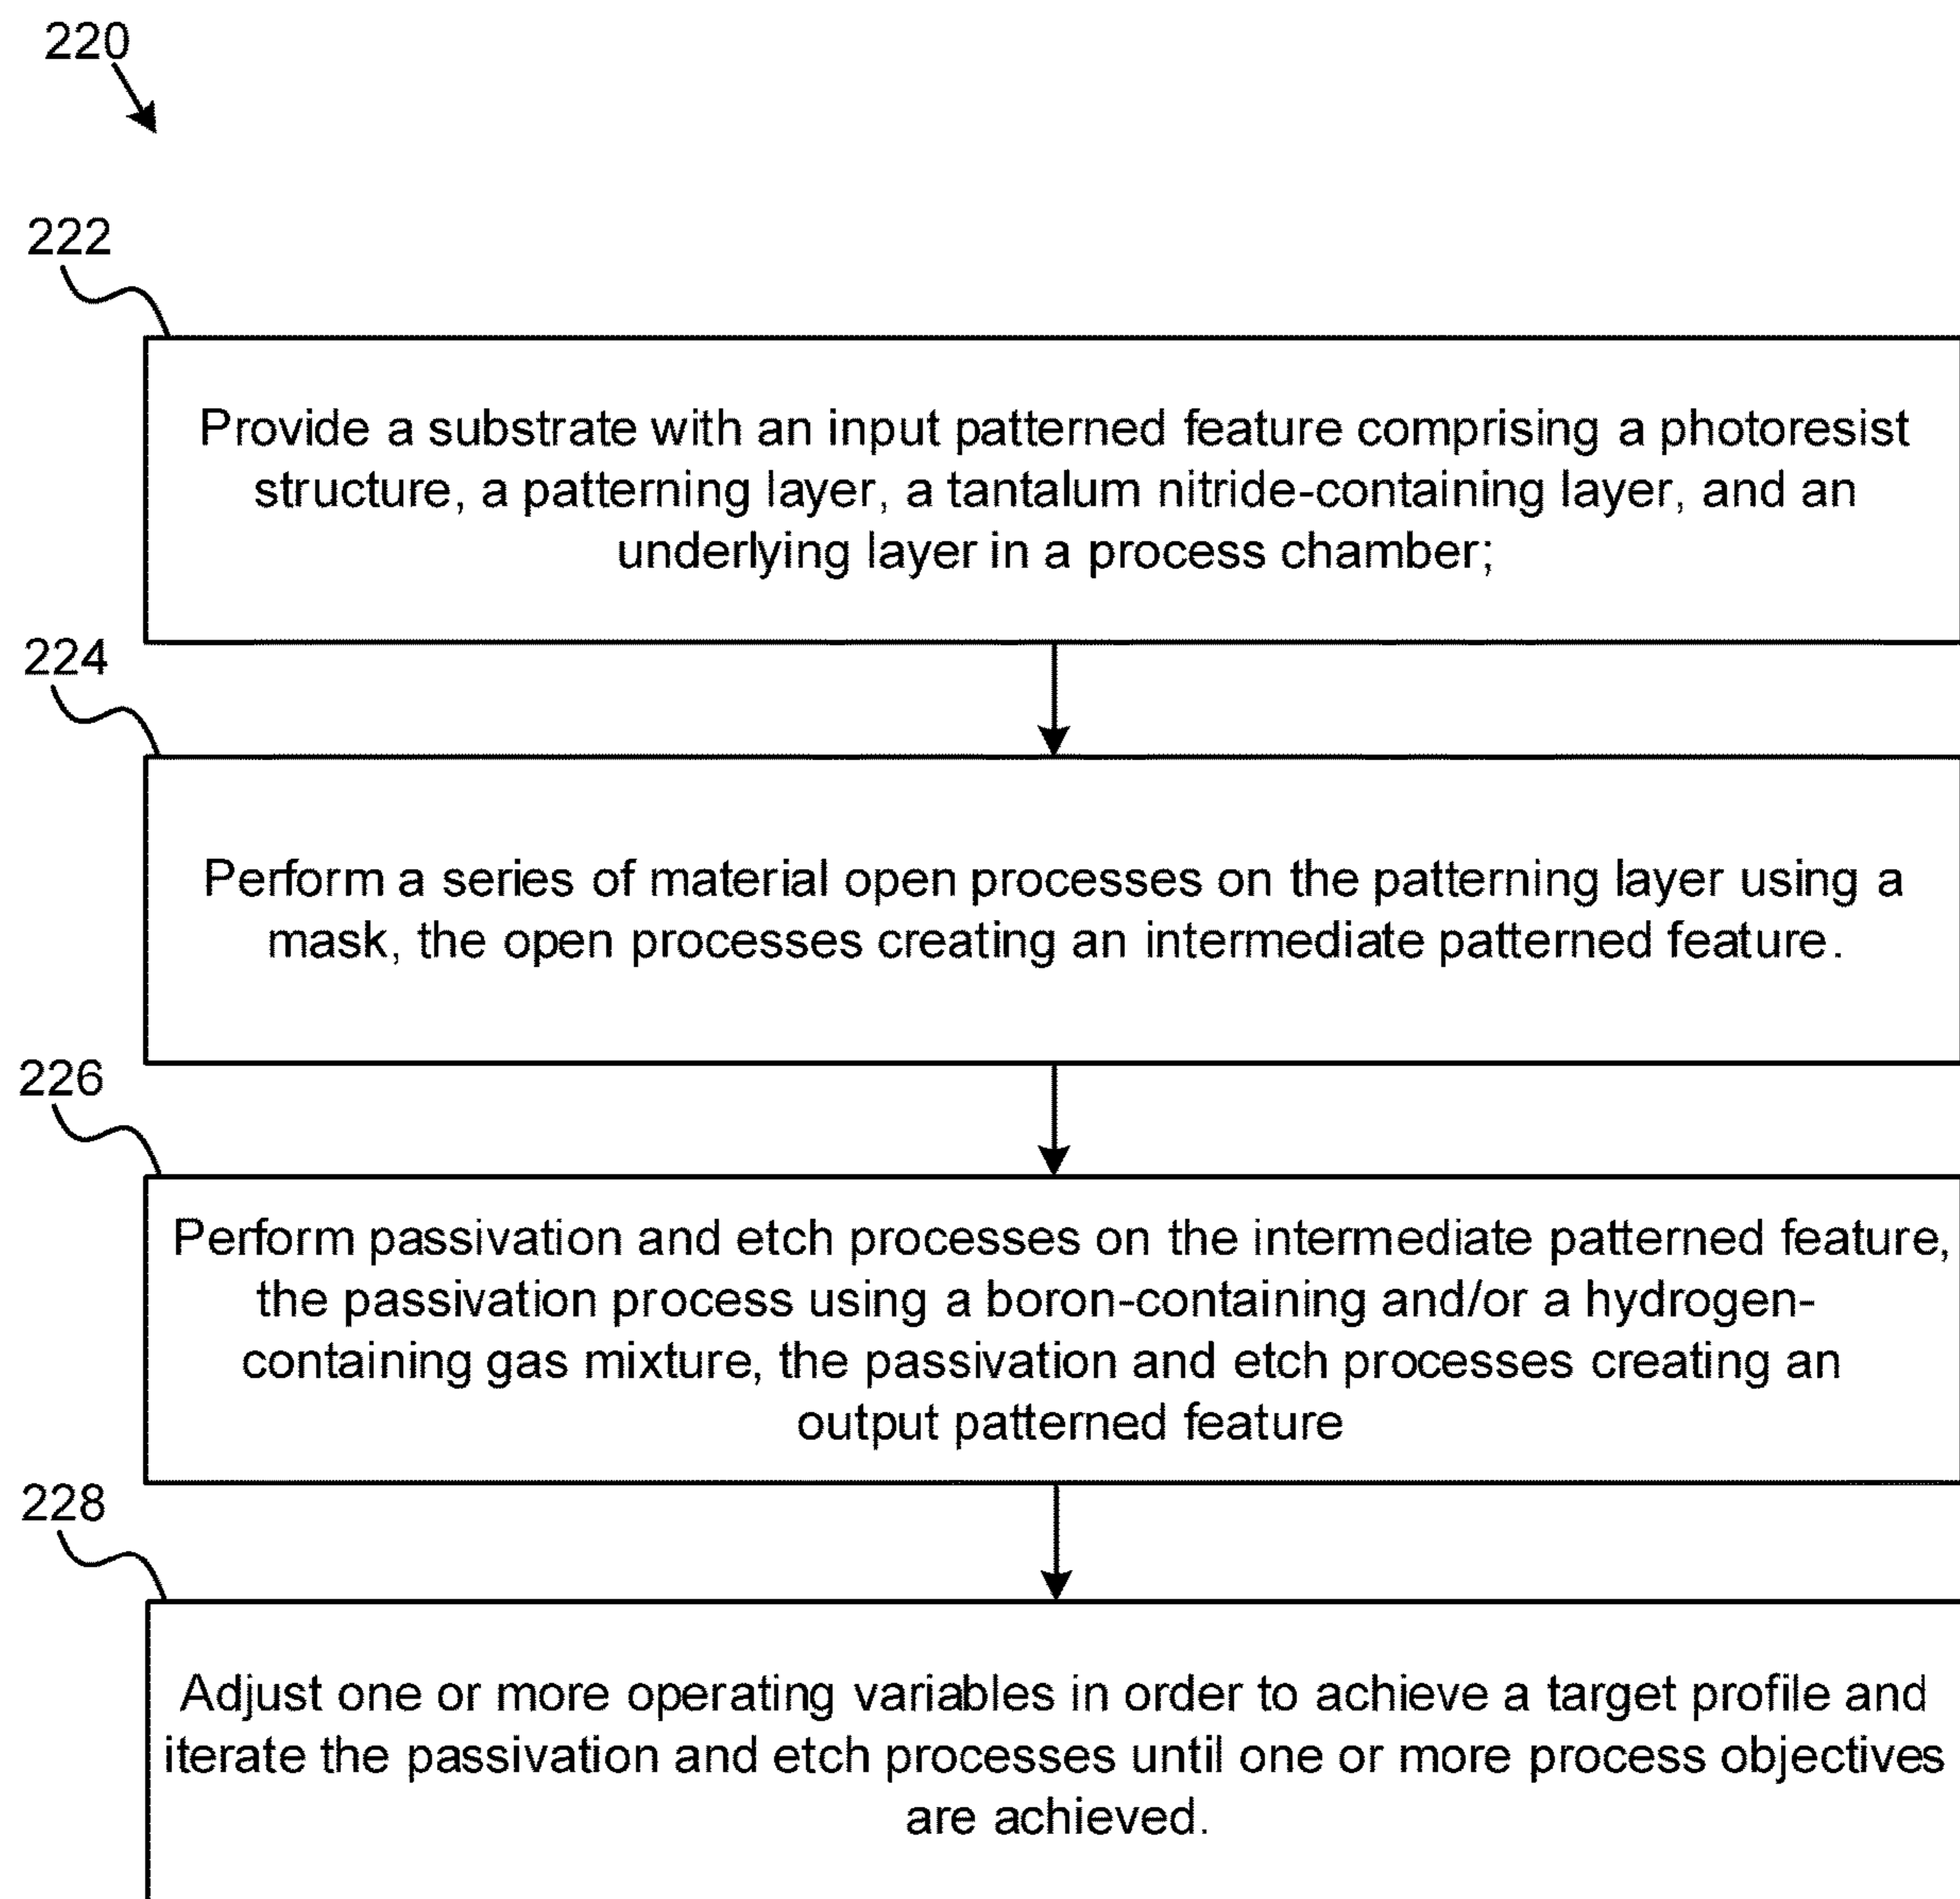 220
222
Provide a substrate with an input patterned feature comprising a photoresist
structure, a patterning layer, a tantalum nitride-containing layer, and an
underlying layer in a process chamber;
224
Perform a series of material open processes on the patterning layer using a
mask, the open processes creating an intermediate patterned feature.
226
Perform passivation and etch processes on the intermediate patterned feature,
the passivation process using a boron-containing and/or a hydrogen-
containing gas mixture, the passivation and etch processes creating an
output patterned feature
228
Adjust one or more operating variables in order to achieve a target profile and
iterate the passivation and etch processes until one or more process objectives
are achieved.